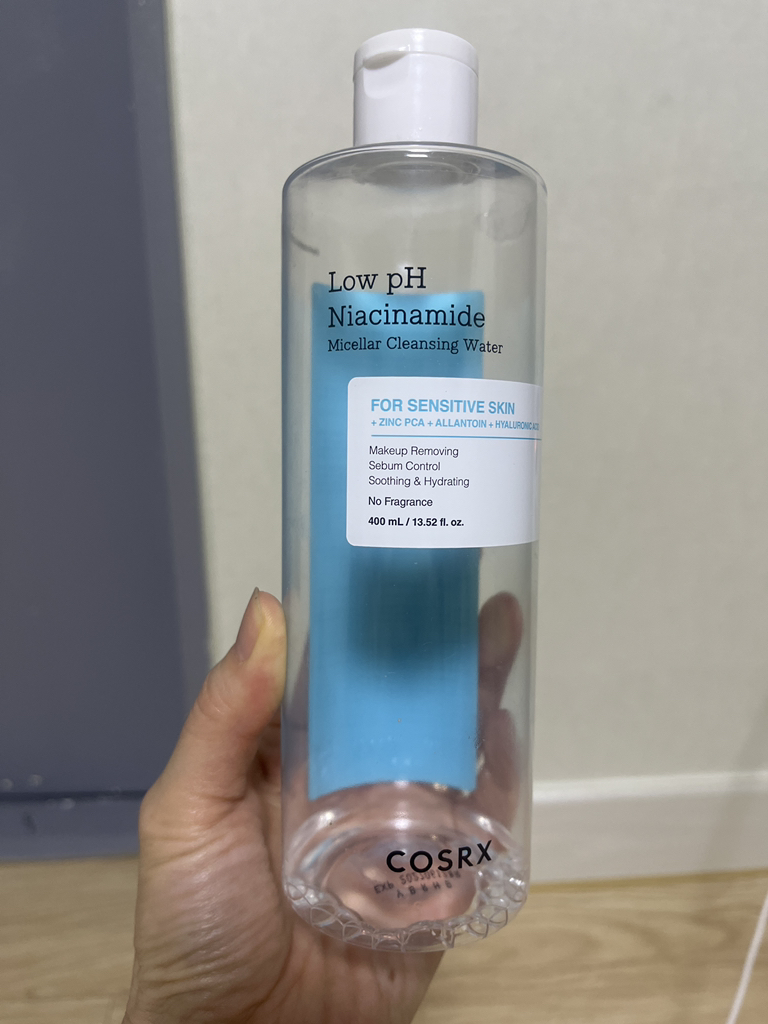 Low pH
Niacinamide
Micellar Cleansing Water
FOR SENSITIVE SKIN
+ ZINC PCA + ALLANTOIN + HYALURONIC ACID
Makeup Removing
Sebum Control
Soothing & Hydrating
No Fragrance
400 mL / 13.52 fl. oz.
COSRX